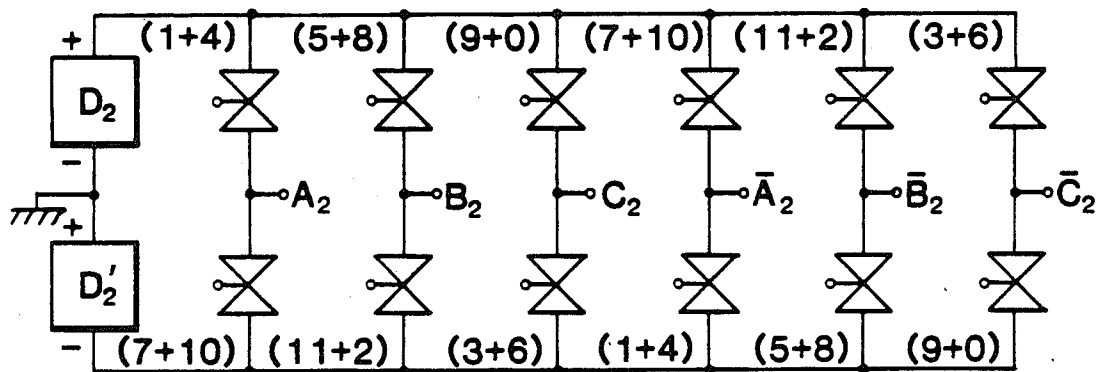 + (1+4) (5+8) (9+0) (7+10) (11+2) (3+6)
D₂
−
A₂ B₂ C₂ A̅₂ B̅₂ C̅₂
+
D₂′
− (7+10) (11+2) (3+6) (1+4) (5+8) (9+0)